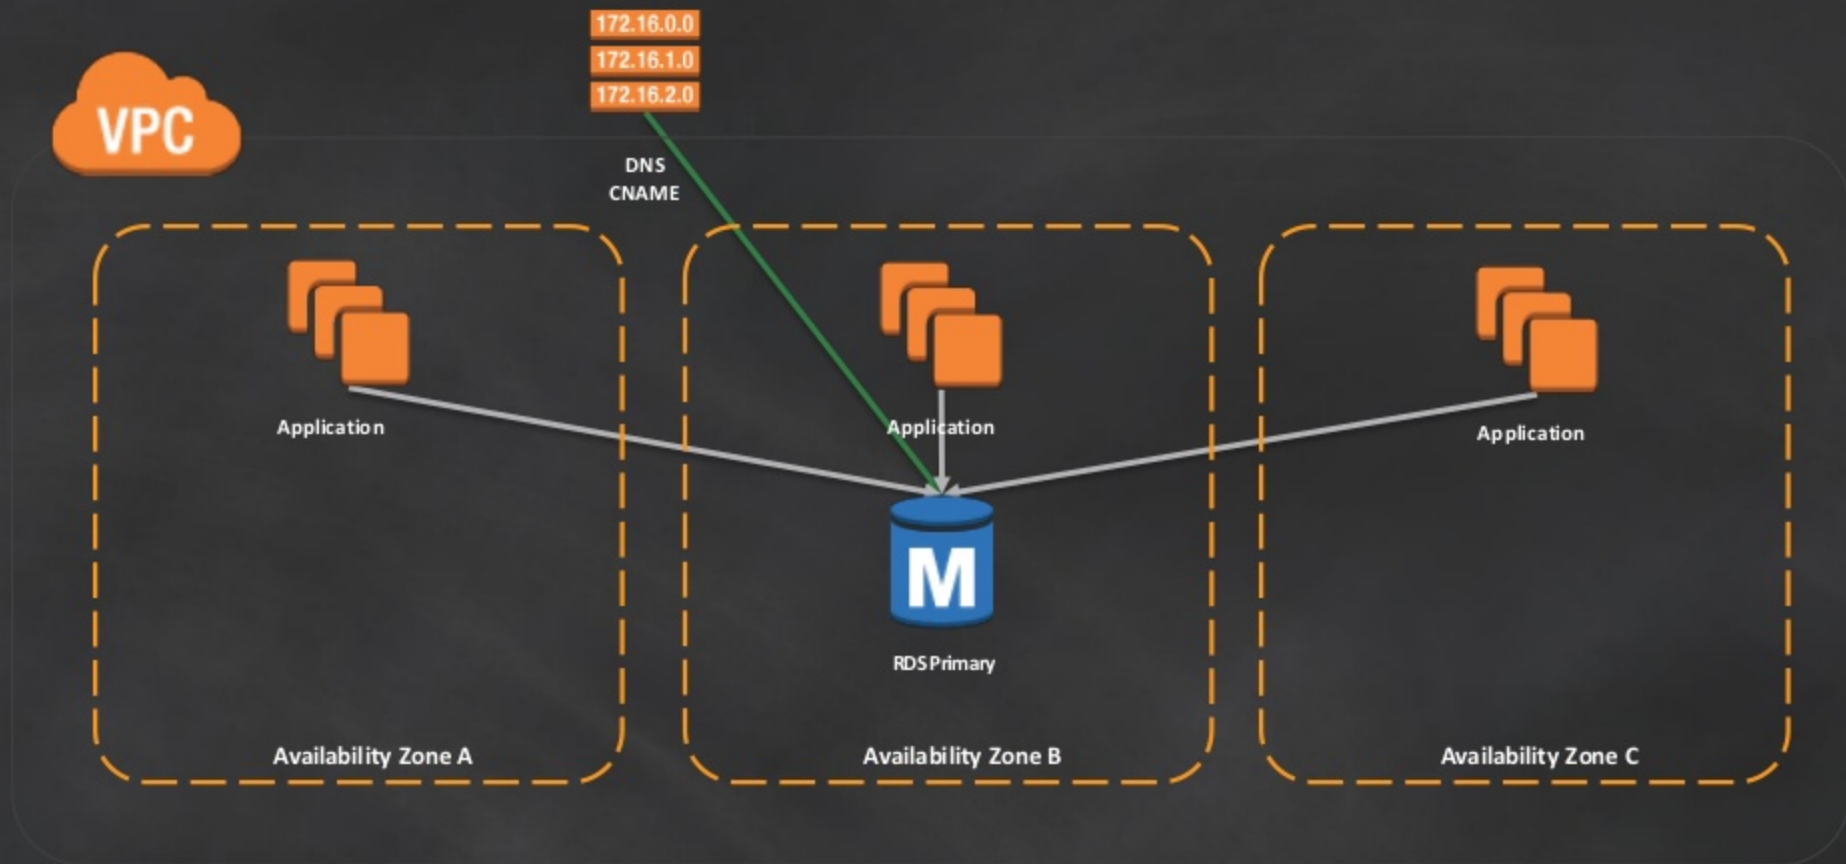 172.16.0.0
172.16.1.0
172.16.2.0
VPC
DNS
CNAME
Application
Application
Application
M
RDS Primary
Availability Zone A
Availability Zone B
Availability Zone C